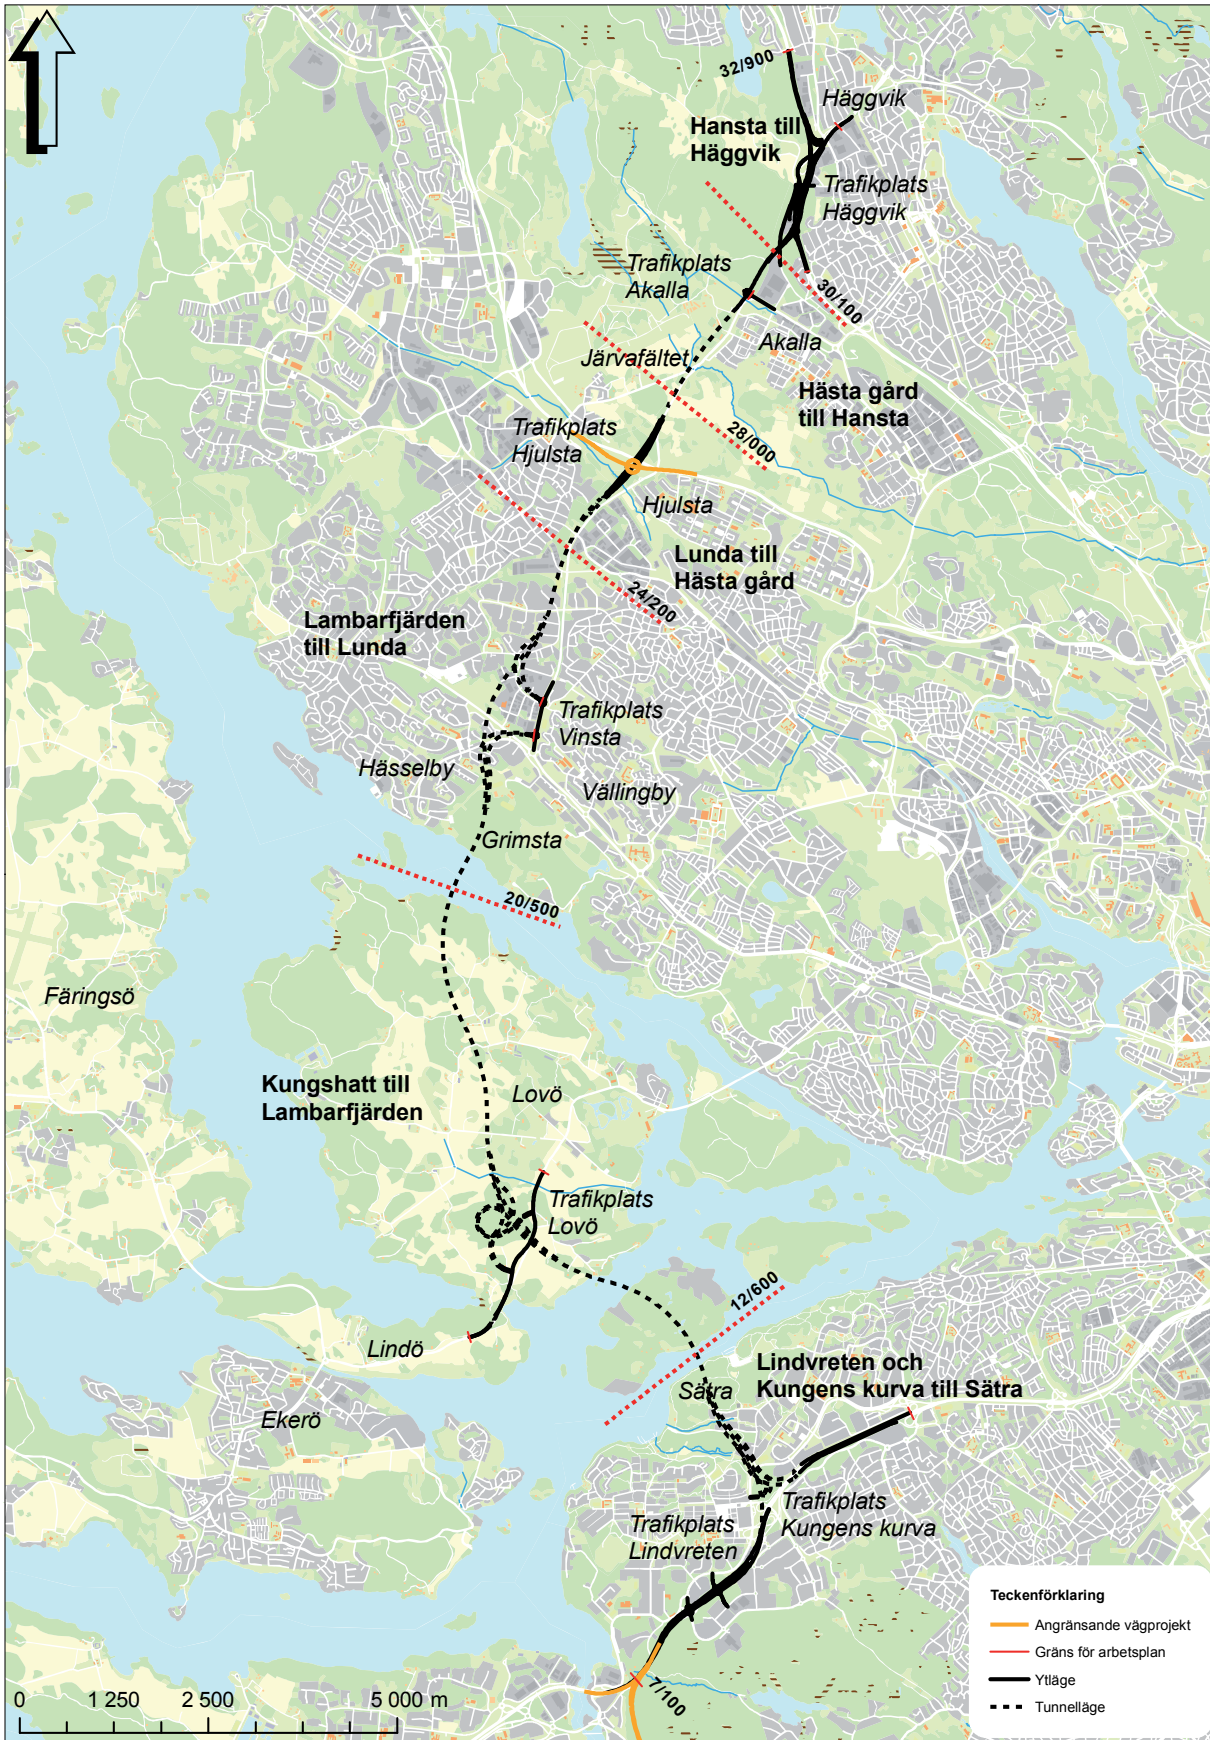 32/900
Häggvik
Hansta till
Häggvik
Trafikplats
Häggvik
Trafikplats
Akalla
30/100
Akalla
Järvafältet
Hästa gård
till Hansta
Trafikplats
Hjulsta
28/000
Hjulsta
Lunda till
Hästa gård
24/200
Lambarfjärden
till Lunda
Trafikplats
Vinsta
Hässelby
Vällingby
Grimsta
20/500
Färingsö
Kungshatt till
Lambarfjärden
Lovö
Trafikplats
Lovö
12/600
Lindö
Lindvreten och
Kungens kurva till Sätra
Sätra
Ekerö
Trafikplats
Kungens kurva
Trafikplats
Lindvreten
7/100
Teckenförklaring
Angränsande vägprojekt
Gräns för arbetsplan
Ytläge
Tunnelläge
0 1 250 2 500 5 000 m